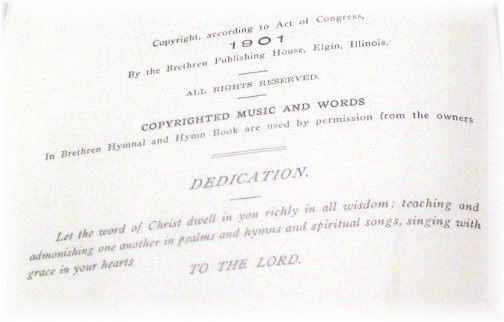 Copyright, according to Act of Congress,
1901
By the Brethren Publishing House, Elgin, Illinois.
ALL RIGHTS RESERVED.
COPYRIGHTED MUSIC AND WORDS
In Brethren Hymnal and Hymn Book are used by permission from the owners
DEDICATION.
Let the word of Christ dwell in you richly in all wisdom; teaching and
admonishing one another in psalms and hymns and spiritual songs, singing with
grace in your hearts
TO THE LORD.